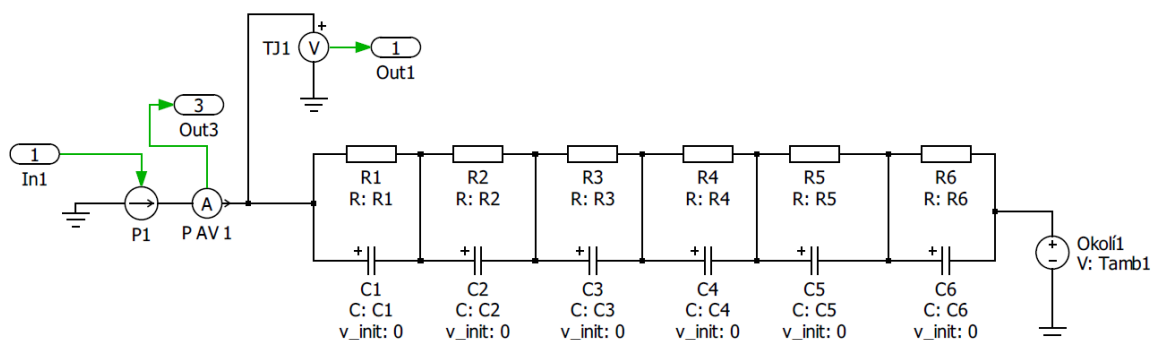 +
TJ1
V
1
Out1
3
Out3
1
In1
A
P1
P AV 1
R1 R2 R3 R4 R5 R6
R: R1 R: R2 R: R3 R: R4 R: R5 R: R6
+ + + + + +
+
−
Okolí1
V: Tamb1
C1 C2 C3 C4 C5 C6
C: C1 C: C2 C: C3 C: C4 C: C5 C: C6
v_init: 0 v_init: 0 v_init: 0 v_init: 0 v_init: 0 v_init: 0